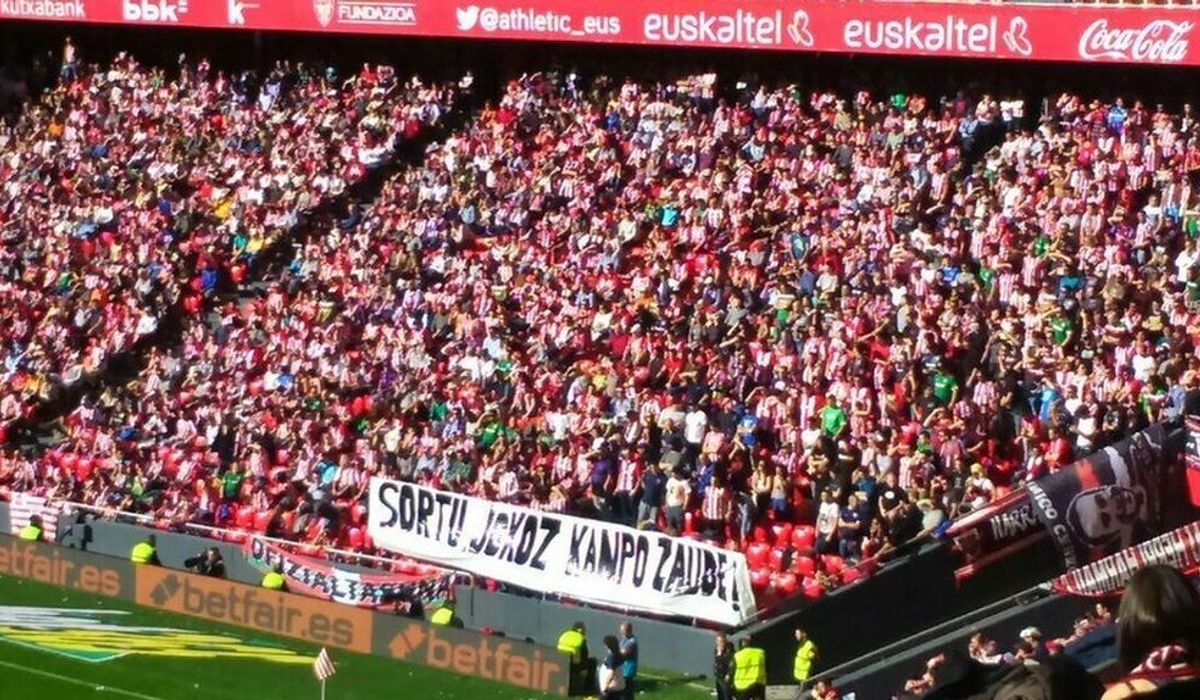 kutxabank bbk k FUNDAZIOA @athletic_eus euskaltel euskaltel Coca-Cola
SORTU, JOKOZ KANPO ZAUDE!
betfair.es betfair.es betfair